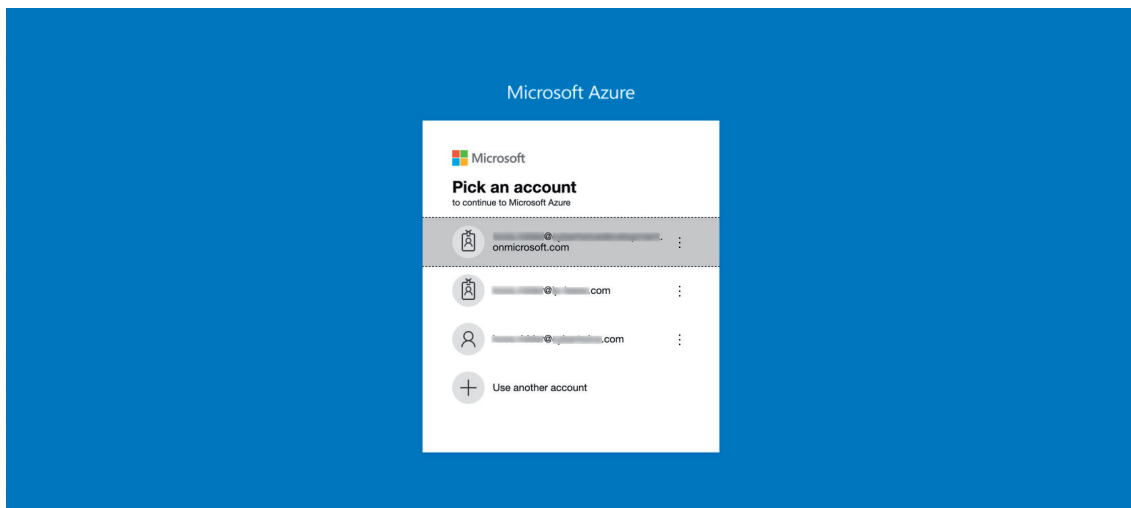 Microsoft Azure
Microsoft
Pick an account
to continue to Microsoft Azure
@
onmicrosoft.com
@ .com
@ .com
Use another account